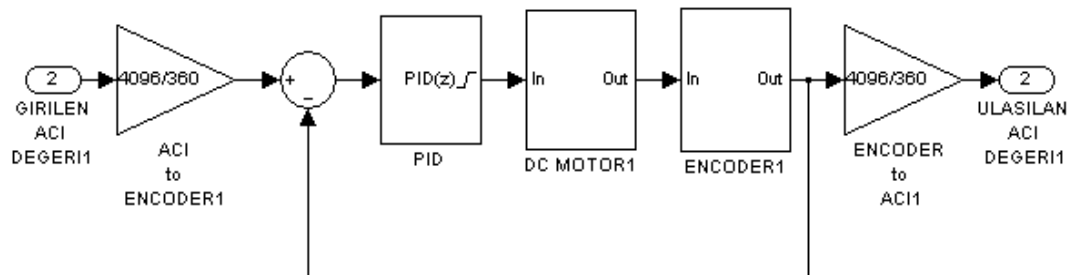 2
GIRILEN
ACI
DEGERI1
4096/360
ACI
to
ENCODER1
+
−
PID(z)
PID
In
Out
DC MOTOR1
In
Out
ENCODER1
4096/360
ENCODER
to
ACI1
2
ULASILAN
ACI
DEGERI1